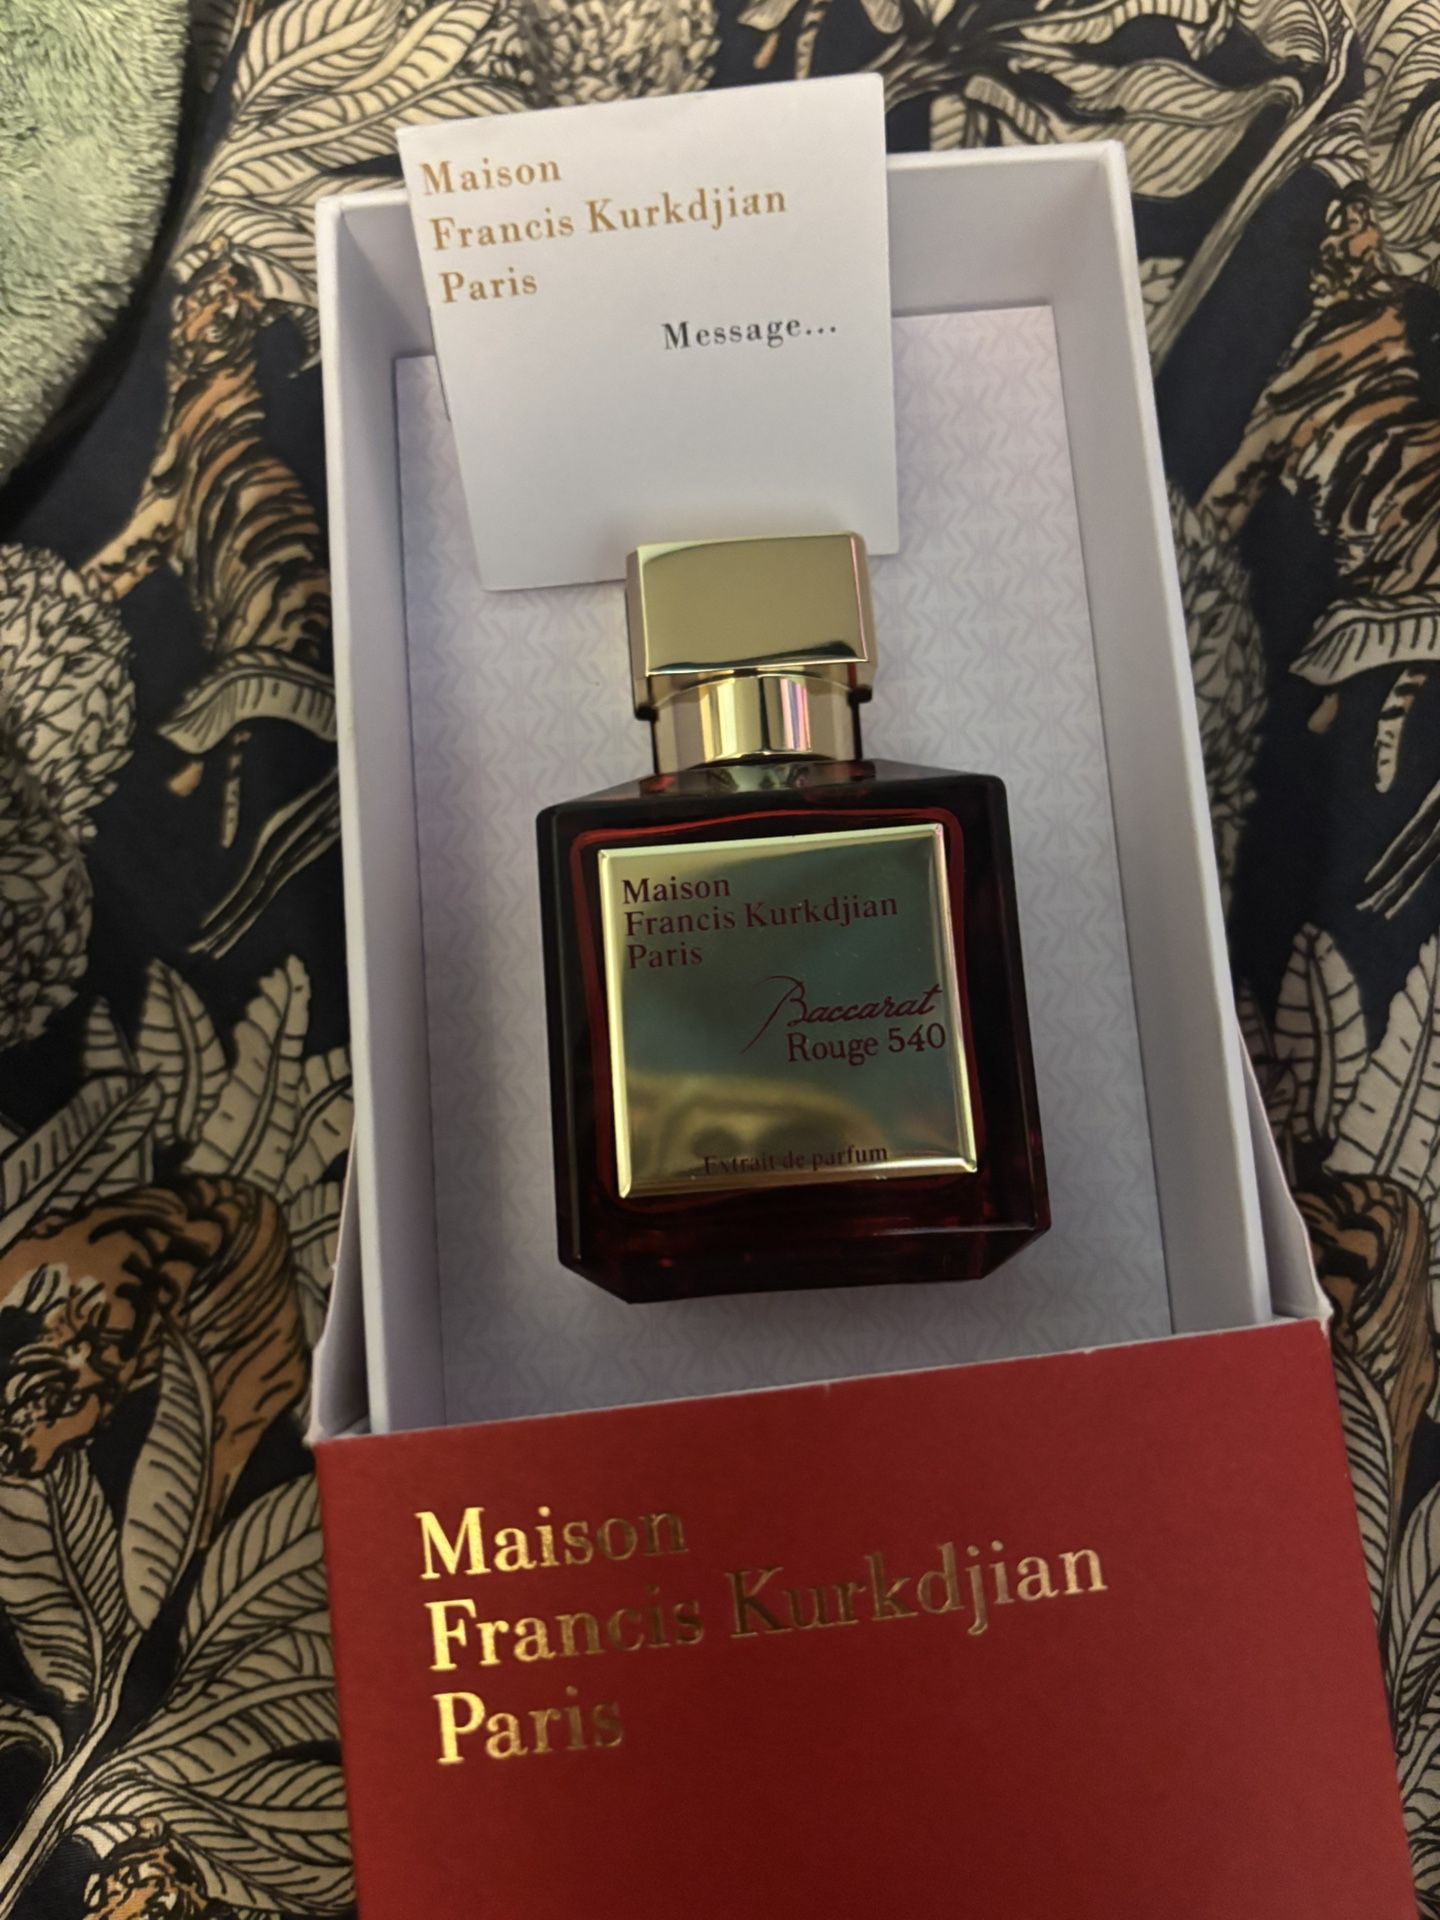 Maison
Francis Kurkdjian
Paris
Message...
Maison
Francis Kurkdjian
Paris
Baccarat
Rouge 540
Extrait de parfum
Maison
Francis Kurkdjian
Paris